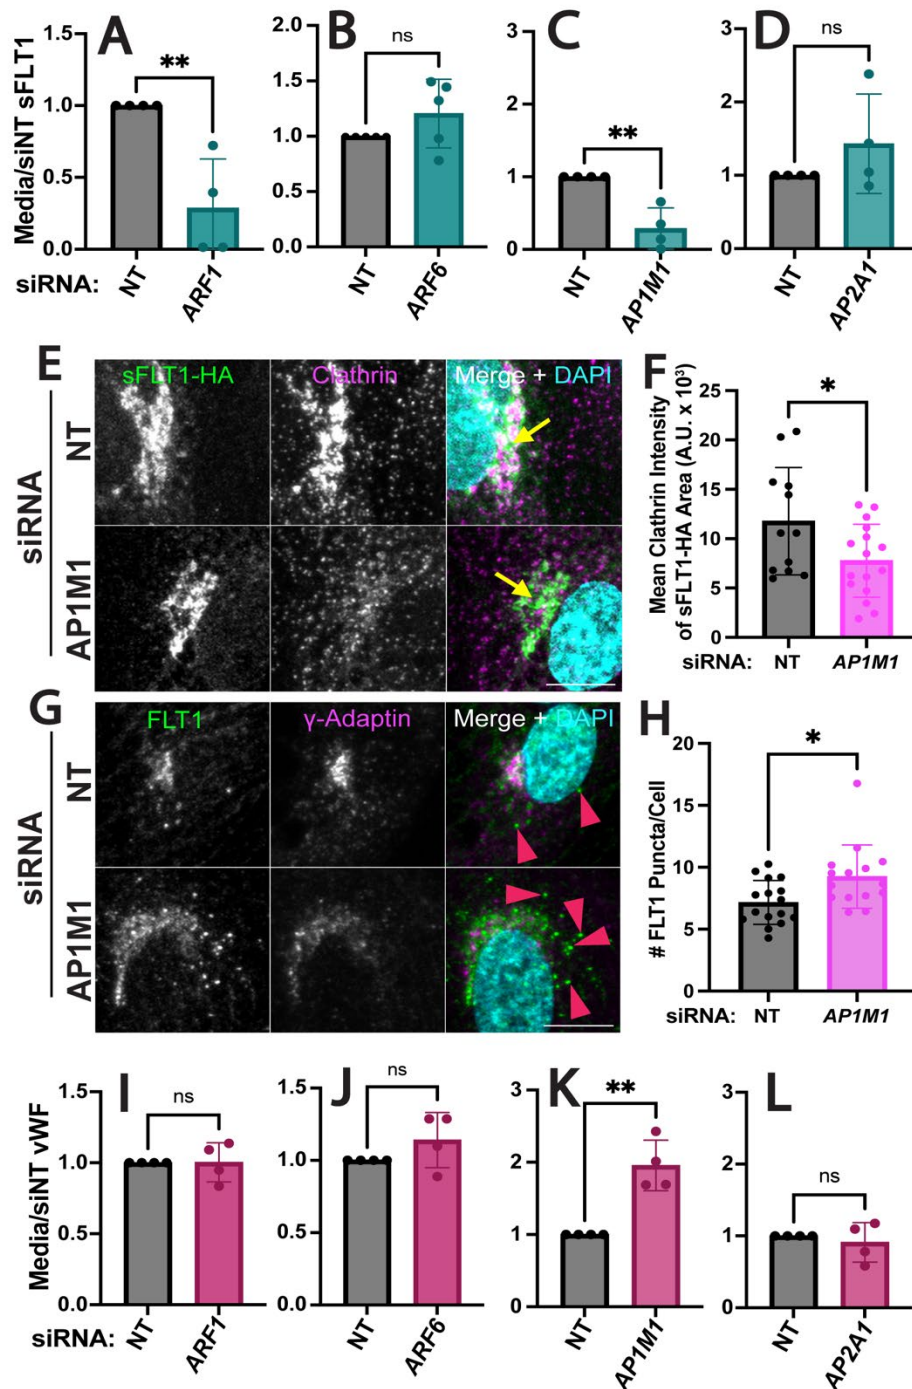 A
B
C
D
Media/siNT sFLT1
1.5
1.0
0.5
0.0
**
2.0
1.5
1.0
0.5
0.0
ns
3
2
1
0
**
3
2
1
0
ns
siRNA:
NT
ARF1
NT
ARF6
NT
AP1M1
NT
AP2A1
E
sFLT1-HA
Clathrin
Merge + DAPI
siRNA
NT
AP1M1
F
Mean Clathrin Intensity
of sFLT1-HA Area (A.U. x 10³)
25
20
15
10
5
0
*
siRNA:
NT
AP1M1
G
FLT1
γ-Adaptin
Merge + DAPI
siRNA
NT
AP1M1
H
# FLT1 Puncta/Cell
20
15
10
5
0
*
siRNA:
NT
AP1M1
I
J
K
L
Media/siNT vWF
1.5
1.0
0.5
0.0
ns
1.5
1.0
0.5
0.0
ns
3
2
1
0
**
3
2
1
0
ns
siRNA:
NT
ARF1
NT
ARF6
NT
AP1M1
NT
AP2A1